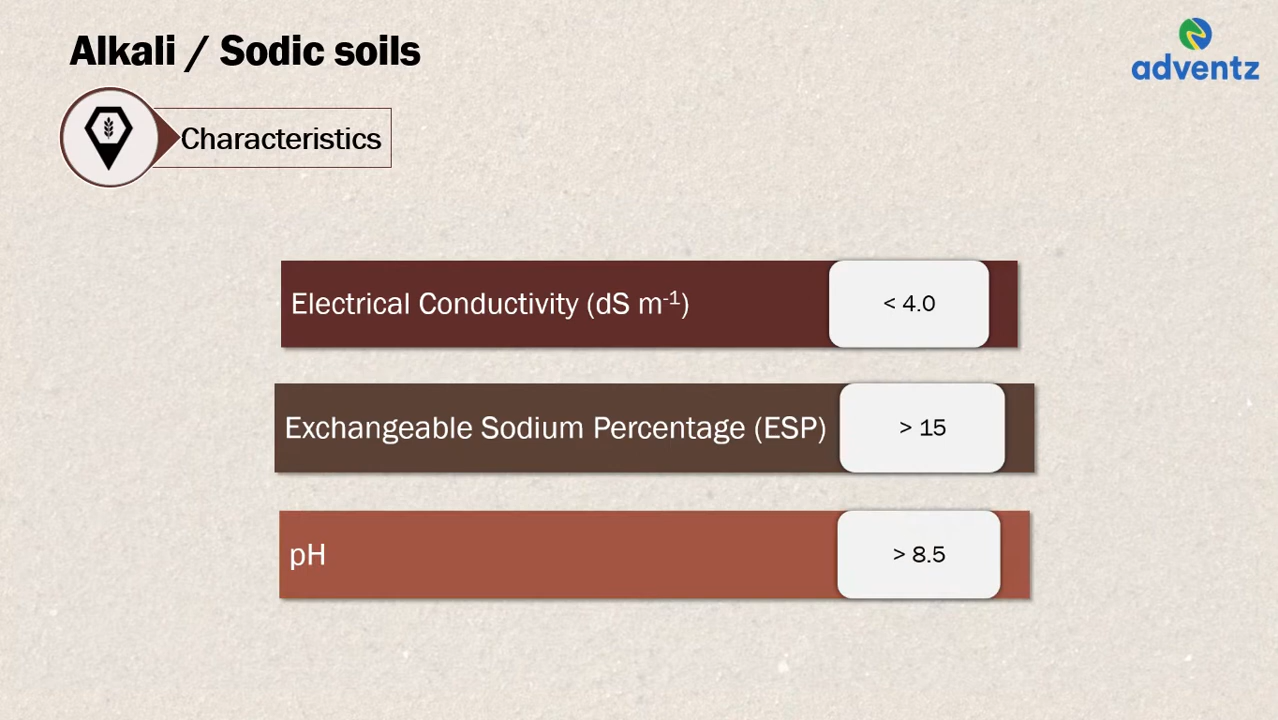 Alkali / Sodic soils
adventz
Characteristics
Electrical Conductivity (dS m⁻¹) < 4.0
Exchangeable Sodium Percentage (ESP) > 15
pH > 8.5